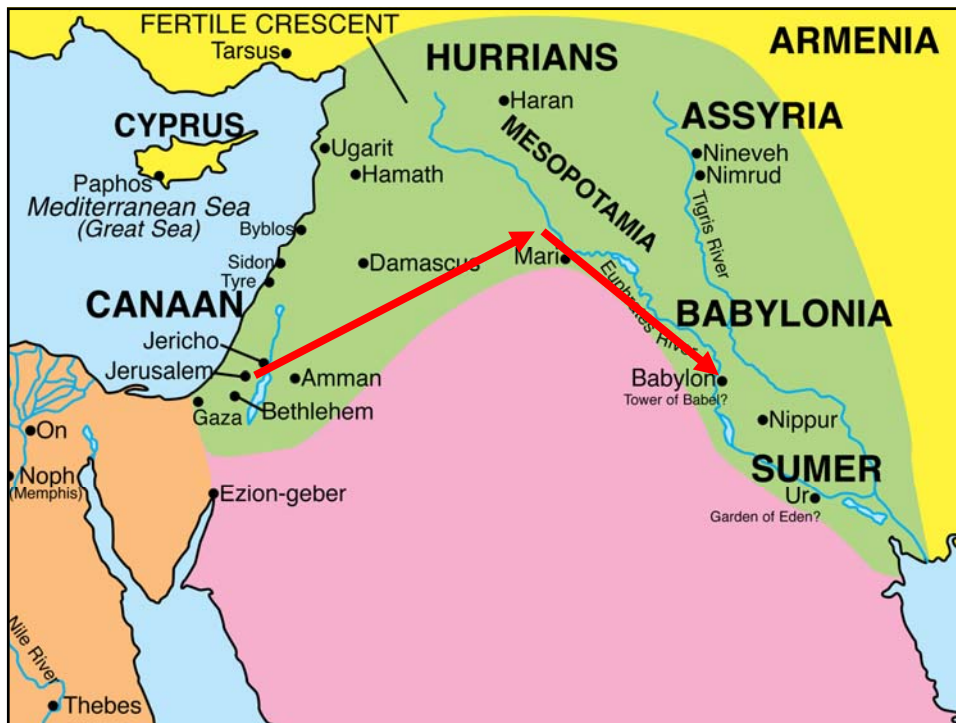 FERTILE CRESCENT
Tarsus
HURRIANS
ARMENIA
Haran
CYPRUS
MESOPOTAMIA
ASSYRIA
Ugarit
Nineveh
Hamath
Nimrud
Paphos
Mediterranean Sea
(Great Sea)
Tigris River
Byblos
Sidon
Damascus
Mari
Tyre
Euphrates River
CANAAN
BABYLONIA
Jericho
Jerusalem
Amman
Babylon
Tower of Babel?
Gaza
Bethlehem
Nippur
On
SUMER
Noph
(Memphis)
Ezion-geber
Ur
Garden of Eden?
Nile River
Thebes